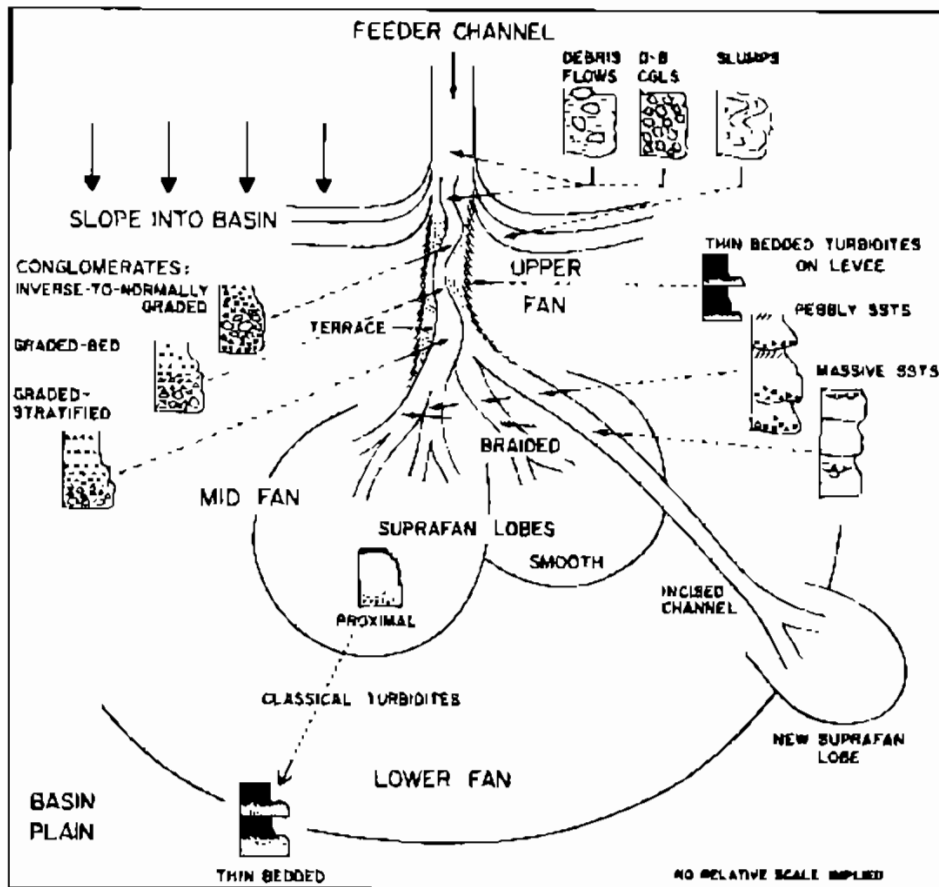 FEEDER CHANNEL
DEBRIS
FLOWS
D-B
CGLS
SLUMPS
SLOPE INTO BASIN
CONGLOMERATES:
INVERSE-TO-NORMALLY
GRADED
GRADED-BED
GRADED-
STRATIFIED
TERRACE
UPPER
FAN
THIN BEDDED TURBIDITES
ON LEVEE
PEBBLY SSTS
MASSIVE SSTS
BRAIDED
MID FAN
SUPRAFAN LOBES
SMOOTH
PROXIMAL
INCISED
CHANNEL
CLASSICAL TURBIDITES
NEW SUPRAFAN
LOBE
LOWER FAN
BASIN
PLAIN
THIN BEDDED
NO RELATIVE SCALE IMPLIED